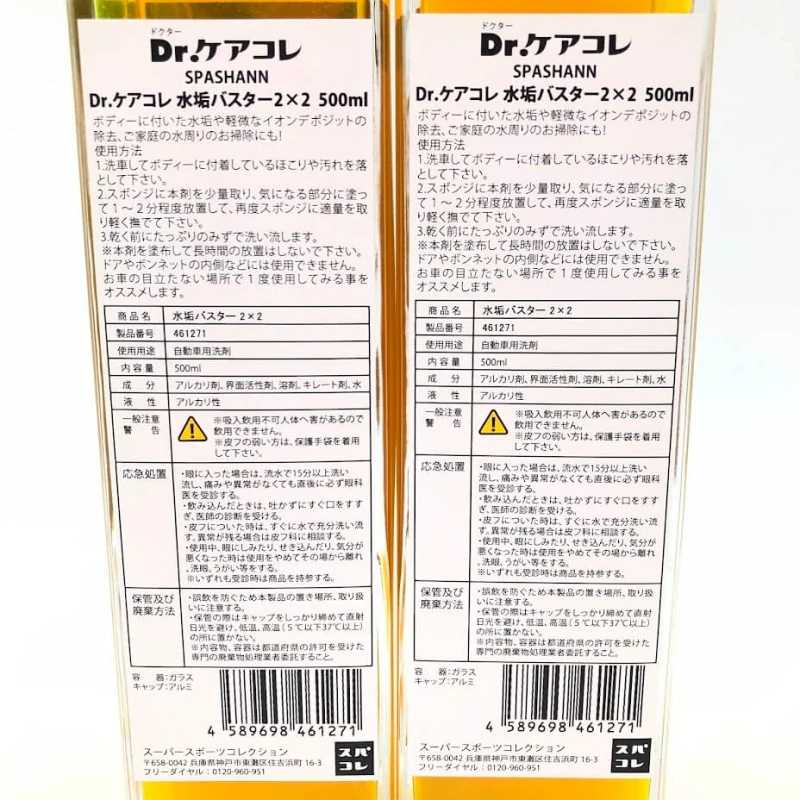 ドクター
Dr.ケアコレ
SPASHANN
Dr.ケアコレ 水垢バスター2×2 500ml
ボディーに付いた水垢や軽微なイオンデポジットの
除去、ご家庭の水周りのお掃除にも!
使用方法
1.洗車してボディーに付着しているほこりや汚れを落
として下さい。
2.スポンジに本剤を少量取り、気になる部分に塗っ
て1〜2分程度放置して、再度スポンジに適量を取
り軽く撫でて下さい。
3.乾く前にたっぷりのみずで洗い流します。
※本剤を塗布して長時間の放置はしないで下さい。
ドアやボンネットの内側などには使用できません。
お車の目立たない場所で1度使用してみる事を
オススメします。
商品名 水垢バスター2×2
製品番号 461271
使用用途 自動車用洗剤
内容量 500ml
成分 アルカリ剤、界面活性剤、溶剤、キレート剤、水
液性 アルカリ性
一般注意
警告
※吸入飲用不可人体へ害があるので
飲用できません。
※皮フの弱い方は、保護手袋を着用
して下さい。
応急処置
・眼に入った場合は、流水で15分以上洗い
流し、痛みや異常がなくても直後に必ず眼科
医を受診する。
・飲み込んだときは、吐かずにすぐ口をすす
ぎ、医師の診断を受ける。
・皮フについた時は、すぐに水で充分洗い流
す。異常が残る場合は皮フ科に相談する。
・使用中、眼にしみたり、せき込んだり、気分が
悪くなった時は使用をやめてその場から離れ
、洗眼、うがい等をする。
※いずれも受診時は商品を持参する。
保管及び
廃棄方法
・誤飲を防ぐため本製品の置き場所、取り扱
いに注意する。
・保管の際はキャップをしっかり締めて直射
日光を避け、低温、高温(5℃以下37℃以上)
の所に置かない。
※内容物、容器は都道府県の許可を受けた
専門の廃棄物処理業者委託すること。
容器:ガラス
キャップ:アルミ
4 589698 461271
スーパースポーツコレクション
〒658-0042 兵庫県神戸市東灘区住吉浜町 16-3
フリーダイヤル:0120-960-951
スパ
コレ
ドクター
Dr.ケアコレ
SPASHANN
Dr.ケアコレ 水垢バスター2×2 500ml
ボディーに付いた水垢や軽微なイオンデポジットの
除去、ご家庭の水周りのお掃除にも!
使用方法
1.洗車してボディーに付着しているほこりや汚れを落
として下さい。
2.スポンジに本剤を少量取り、気になる部分に塗っ
て1〜2分程度放置して、再度スポンジに適量を取
り軽く撫でて下さい。
3.乾く前にたっぷりのみずで洗い流します。
※本剤を塗布して長時間の放置はしないで下さい。
ドアやボンネットの内側などには使用できません。
お車の目立たない場所で1度使用してみる事を
オススメします。
商品名 水垢バスター2×2
製品番号 461271
使用用途 自動車用洗剤
内容量 500ml
成分 アルカリ剤、界面活性剤、溶剤、キレート剤、水
液性 アルカリ性
一般注意
警告
※吸入飲用不可人体へ害があるので
飲用できません。
※皮フの弱い方は、保護手袋を着用
して下さい。
応急処置
・眼に入った場合は、流水で15分以上洗い
流し、痛みや異常がなくても直後に必ず眼科
医を受診する。
・飲み込んだときは、吐かずにすぐ口をすす
ぎ、医師の診断を受ける。
・皮フについた時は、すぐに水で充分洗い流
す。異常が残る場合は皮フ科に相談する。
・使用中、眼にしみたり、せき込んだり、気分が
悪くなった時は使用をやめてその場から離れ
、洗眼、うがい等をする。
※いずれも受診時は商品を持参する。
保管及び
廃棄方法
・誤飲を防ぐため本製品の置き場所、取り扱
いに注意する。
・保管の際はキャップをしっかり締めて直射
日光を避け、低温、高温(5℃以下37℃以上)
の所に置かない。
※内容物、容器は都道府県の許可を受けた
専門の廃棄物処理業者委託すること。
容器:ガラス
キャップ:アルミ
4 589698 461271
スーパースポーツコレクション
〒658-0042 兵庫県神戸市東灘区住吉浜町 16-3
フリーダイヤル:0120-960-951
スパ
コレ